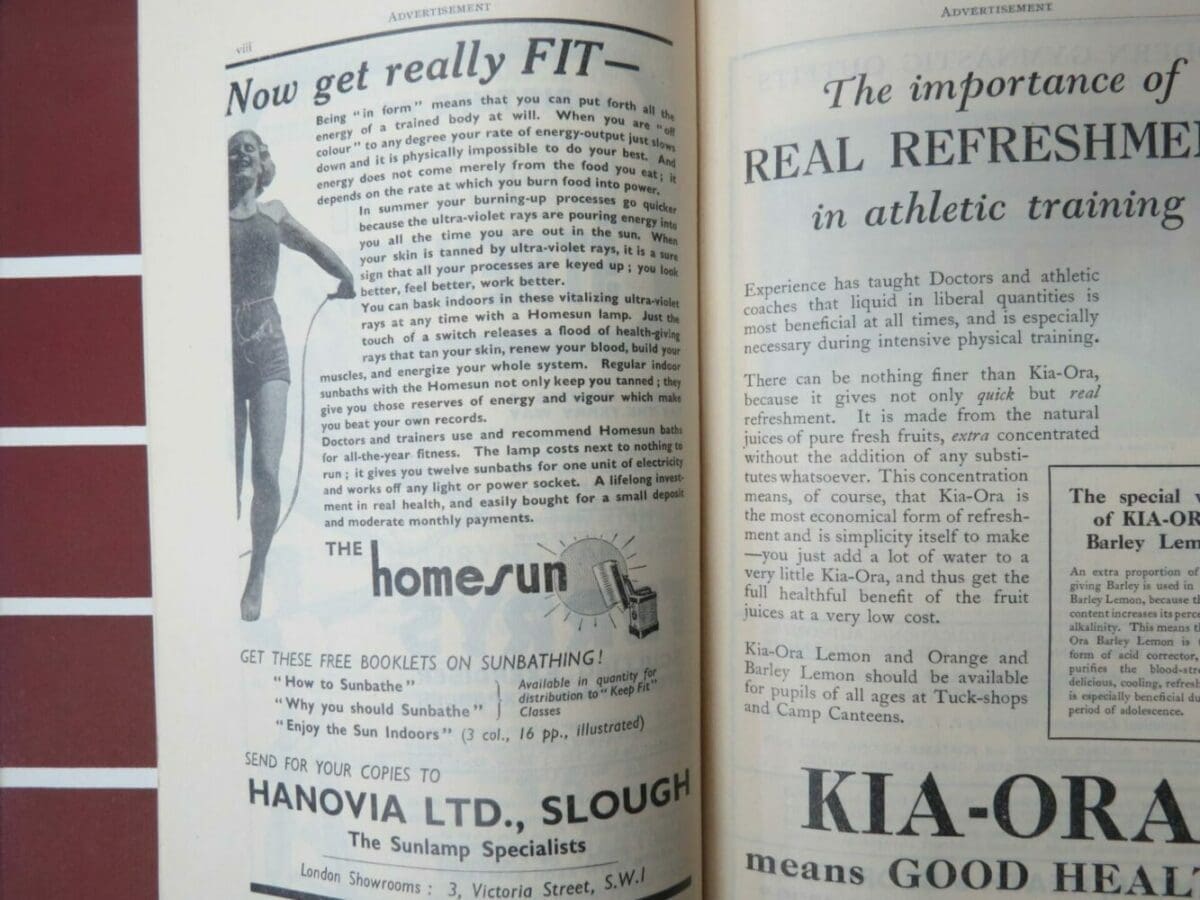 ADVERTISEMENT
viii
Now get really FIT—
Being "in form" means that you can put forth all the
energy of a trained body at will. When you are "off
colour" to any degree your rate of energy-output just slows
down and it is physically impossible to do your best. And
energy does not come merely from the food you eat; it
depends on the rate at which you burn food into power.
In summer your burning-up processes go quicker
because the ultra-violet rays are pouring energy into
you all the time you are out in the sun. When
your skin is tanned by ultra-violet rays, it is a sure
sign that all your processes are keyed up; you look
better, feel better, work better.
You can bask indoors in these vitalizing ultra-violet
rays at any time with a Homesun lamp. Just the
touch of a switch releases a flood of health-giving
rays that tan your skin, renew your blood, build your
muscles, and energize your whole system. Regular indoor
sunbaths with the Homesun not only keep you tanned; they
give you those reserves of energy and vigour which make
you beat your own records.
Doctors and trainers use and recommend Homesun baths
for all-the-year fitness. The lamp costs next to nothing to
run; it gives you twelve sunbaths for one unit of electricity
and works off any light or power socket. A lifelong invest-
ment in real health, and easily bought for a small deposit
and moderate monthly payments.
THE
homesun
GET THESE FREE BOOKLETS ON SUNBATHING!
"How to Sunbathe"
"Why you should Sunbathe"
Available in quantity for
distribution to "Keep Fit"
Classes
"Enjoy the Sun Indoors" (3 col., 16 pp., illustrated)
SEND FOR YOUR COPIES TO
HANOVIA LTD., SLOUGH
The Sunlamp Specialists
London Showrooms: 3, Victoria Street, S.W.1
ADVERTISEMENT
The importance of
REAL REFRESHME
in athletic training
Experience has taught Doctors and athletic
coaches that liquid in liberal quantities is
most beneficial at all times, and is especially
necessary during intensive physical training.
There can be nothing finer than Kia-Ora,
because it gives not only quick but real
refreshment. It is made from the natural
juices of pure fresh fruits, extra concentrated
without the addition of any substi-
tutes whatsoever. This concentration
means, of course, that Kia-Ora is
the most economical form of refresh-
ment and is simplicity itself to make
—you just add a lot of water to a
very little Kia-Ora, and thus get the
full healthful benefit of the fruit
juices at a very low cost.
Kia-Ora Lemon and Orange and
Barley Lemon should be available
for pupils of all ages at Tuck-shops
and Camp Canteens.
The special v
of KIA-OR
Barley Lem
An extra proportion of
giving Barley is used in
Barley Lemon, because th
content increases its perce
alkalinity. This means th
Ora Barley Lemon is
form of acid corrector,
purifies the blood-stre
delicious, cooling, refresh
is especially beneficial du
period of adolescence.
KIA-ORA
means GOOD HEALT